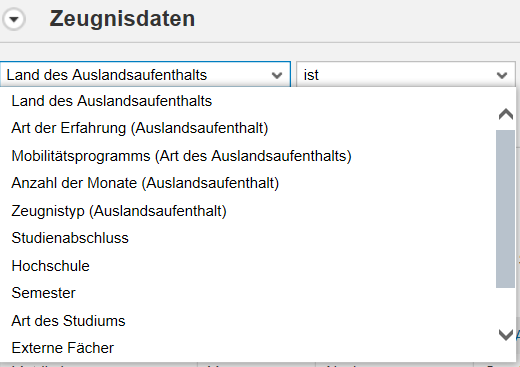 Zeugnisdaten
Land des Auslandsaufenthalts ist
Land des Auslandsaufenthalts
Art der Erfahrung (Auslandsaufenthalt)
Mobilitätsprogramms (Art des Auslandsaufenthalts)
Anzahl der Monate (Auslandsaufenthalt)
Zeugnistyp (Auslandsaufenthalt)
Studienabschluss
Hochschule
Semester
Art des Studiums
Externe Fächer